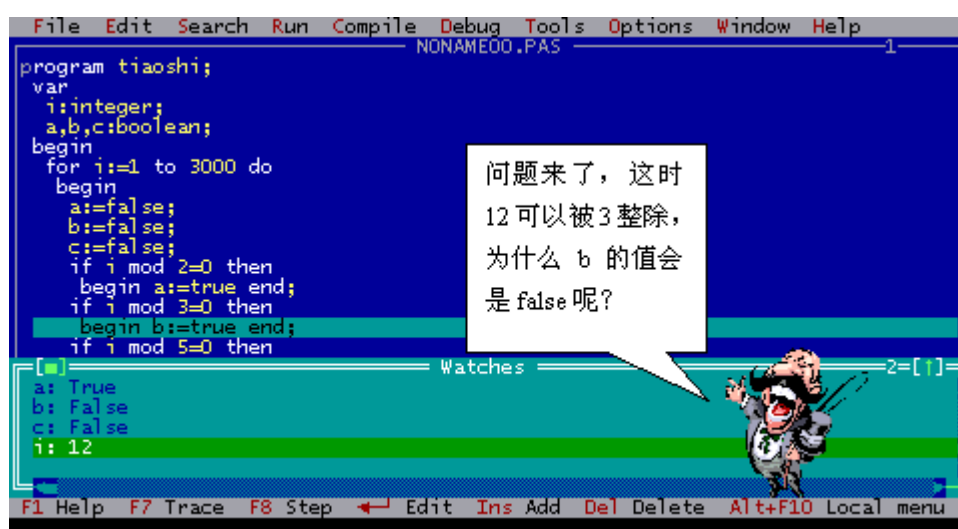 File Edit Search Run Compile Debug Tools Options Window Help
NONAME00.PAS 1
program tiaoshi;
var
i:integer;
a,b,c:boolean;
begin
for i:=1 to 3000 do
begin
a:=false;
b:=false;
c:=false;
if i mod 2=0 then
begin a:=true end;
if i mod 3=0 then
begin b:=true end;
if i mod 5=0 then
问题来了，这时
12可以被3整除，
为什么 b 的值会
是false呢？
[■] Watches 2=[↑]
a: True
b: False
c: False
i: 12
F1 Help F7 Trace F8 Step ←┘ Edit Ins Add Del Delete Alt+F10 Local menu